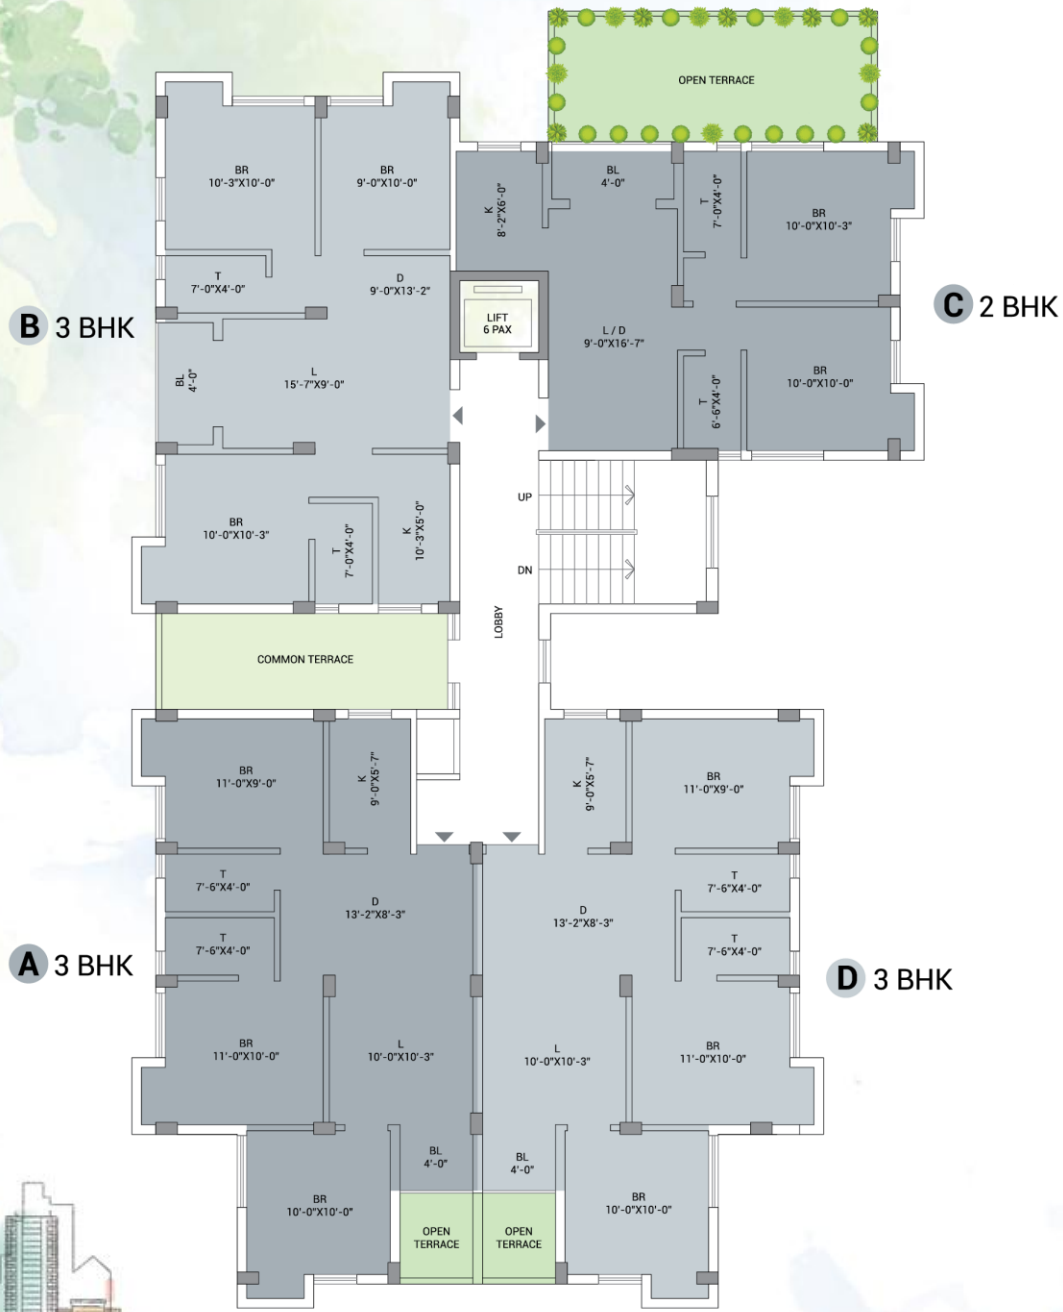 OPEN TERRACE
BR
10'-3"X10'-0"
BR
9'-0"X10'-0"
T
7'-0"X4'-0"
D
9'-0"X13'-2"
B 3 BHK
BL
4'-0"
L
15'-7"X9'-0"
BR
10'-0"X10'-3"
T
7'-0"X4'-0"
K
10'-3"X5'-0"
K
8'-2"X6'-0"
BL
4'-0"
T
7'-0"X4'-0"
BR
10'-0"X10'-3"
LIFT
6 PAX
L / D
9'-0"X16'-7"
C 2 BHK
T
6'-6"X4'-0"
BR
10'-0"X10'-0"
UP
DN
LOBBY
COMMON TERRACE
BR
11'-0"X9'-0"
K
9'-0"X5'-7"
T
7'-6"X4'-0"
D
13'-2"X8'-3"
T
7'-6"X4'-0"
A 3 BHK
BR
11'-0"X10'-0"
L
10'-0"X10'-3"
BL
4'-0"
BR
10'-0"X10'-0"
OPEN
TERRACE
K
9'-0"X5'-7"
BR
11'-0"X9'-0"
D
13'-2"X8'-3"
T
7'-6"X4'-0"
T
7'-6"X4'-0"
D 3 BHK
L
10'-0"X10'-3"
BR
11'-0"X10'-0"
BL
4'-0"
BR
10'-0"X10'-0"
OPEN
TERRACE